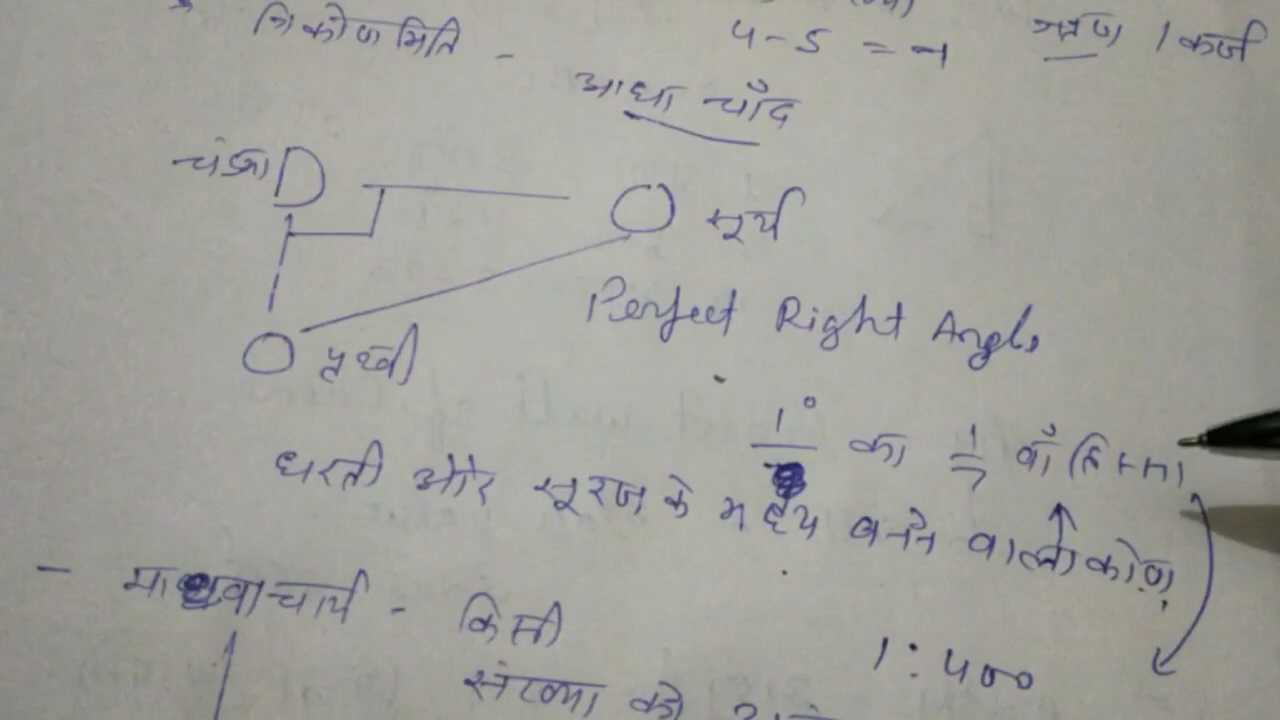 त्रिकोणमिति -
4 - 5 = -1 ऋण / कर्ज
आधा चाँद
चंद्रमा
सूर्य
Perfect Right Angle
पृथ्वी
1° का 1/7 वाँ हिस्सा
धरती और सूरज के मध्य बनने वाला कोण
- माधवाचार्य - किसी
1:400
संख्या को